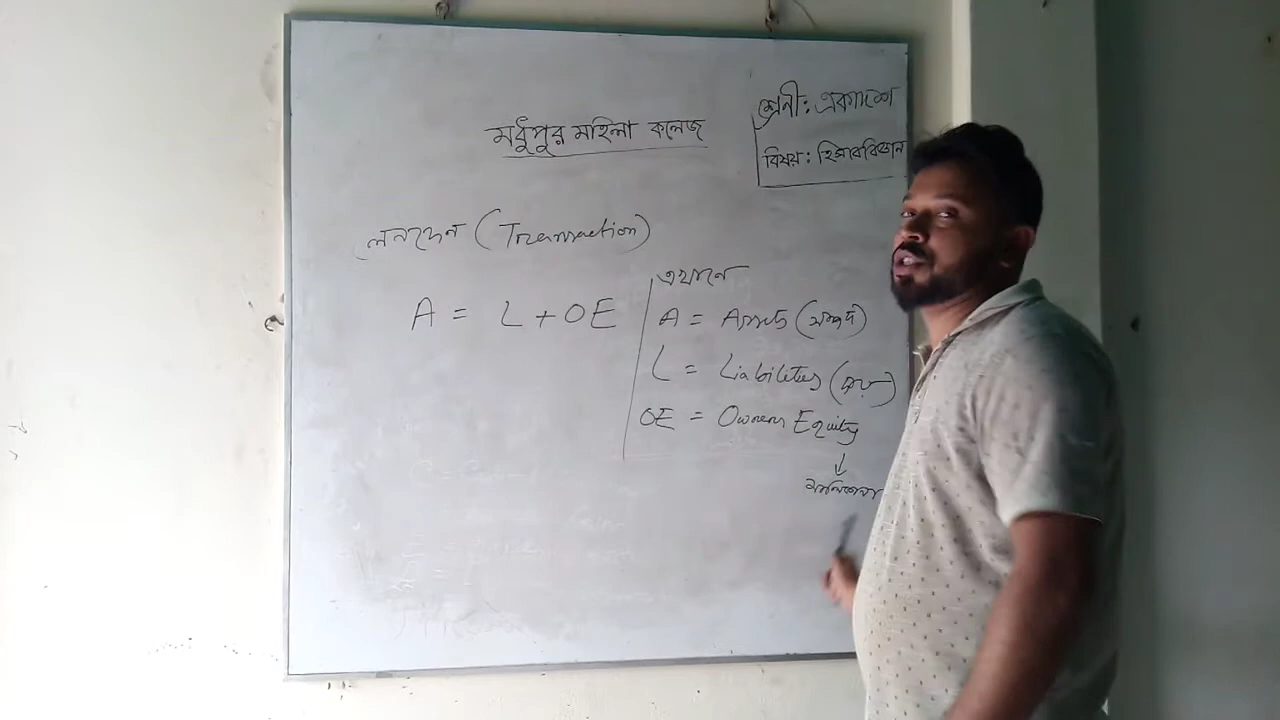 মধুপুর মহিলা কলেজ
শ্রেনী: একাদশ
বিষয়: হিসাববিজ্ঞান
লেনদেন (Transaction)
A = L + OE
এখানে
A = Assets (সম্পদ)
L = Liabilities (দায়)
OE = Owners Equity
↓